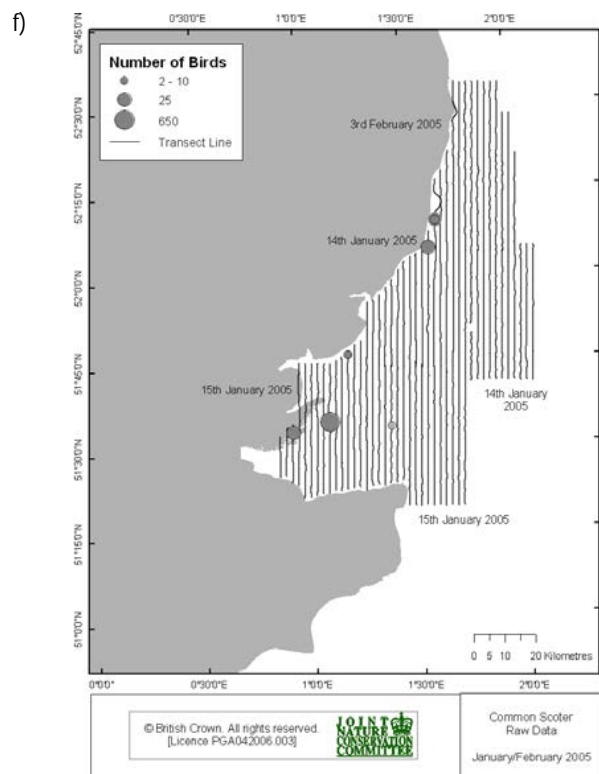 f)
0°30'0"E 1°0'0"E 1°30'0"E 2°0'0"E
52°45'0"N
52°30'0"N
52°15'0"N
52°0'0"N
51°45'0"N
51°30'0"N
51°15'0"N
51°0'0"N
Number of Birds
2 - 10
25
650
Transect Line
3rd February 2005
14th January 2005
15th January 2005
14th January
2005
15th January 2005
0 5 10 20 Kilometres
0°0'0" 0°30'0"E 1°0'0"E 1°30'0"E 2°0'0"E
© British Crown. All rights reserved.
[Licence PGA042006.003]
JOINT
NATURE
CONSERVATION
COMMITTEE
Common Scoter
Raw Data
January/February 2005